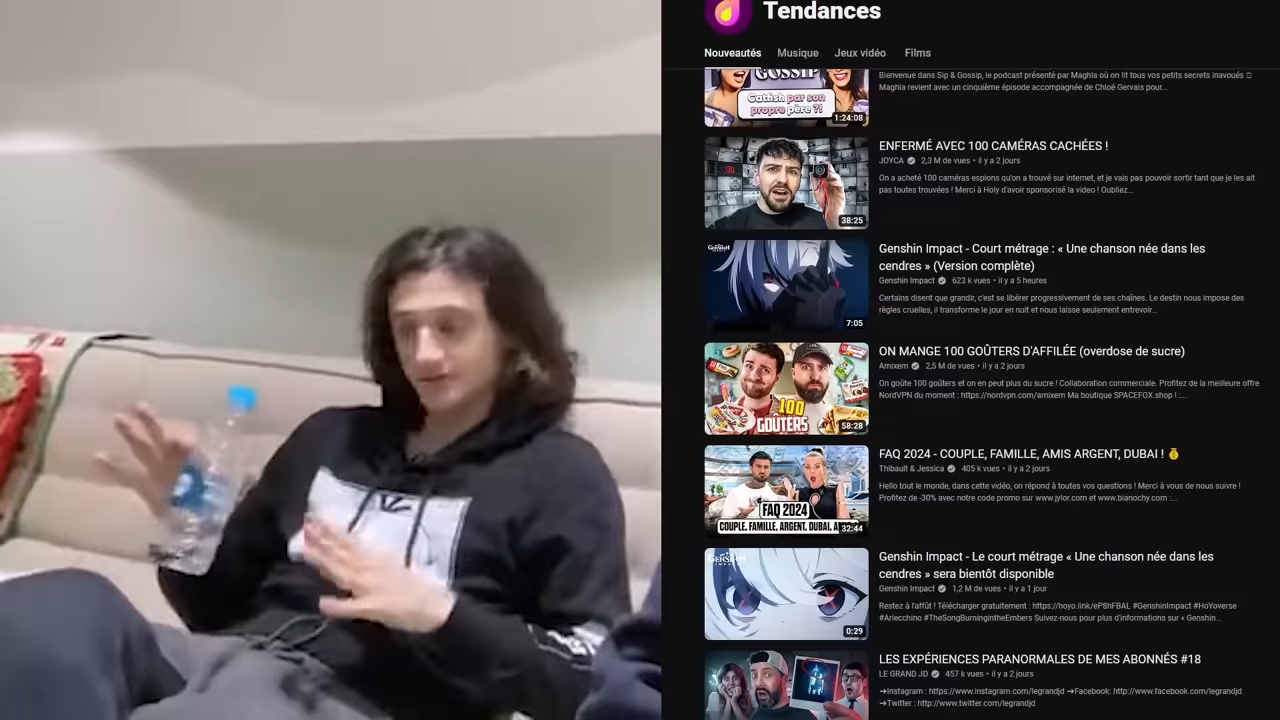 Tendances
Nouveautés Musique Jeux vidéo Films
GOSSIP
Catfish par son
propre père ?!
1:24:08
Bienvenue dans Sip & Gossip, le podcast présenté par Maghla où on lit tous vos petits secrets inavoués □
Maghla revient avec un cinquième épisode accompagnée de Chloé Gervais pour...
38:25
ENFERMÉ AVEC 100 CAMÉRAS CACHÉES !
JOYCA 2,3 M de vues • il y a 2 jours
On a acheté 100 caméras espions qu'on a trouvé sur internet, et je vais pas pouvoir sortir tant que je les ait
pas toutes trouvées ! Merci à Holy d'avoir sponsorisé la video ! Oubliez...
GENSHIN
7:05
Genshin Impact - Court métrage : « Une chanson née dans les
cendres » (Version complète)
Genshin Impact 623 k vues • il y a 5 heures
Certains disent que grandir, c'est se libérer progressivement de ses chaînes. Le destin nous impose des
règles cruelles, il transforme le jour en nuit et nous laisse seulement entrevoir...
100
GOÛTERS
58:28
ON MANGE 100 GOÛTERS D'AFFILÉE (overdose de sucre)
Amixem 2,5 M de vues • il y a 2 jours
On goûte 100 goûters et on en peut plus du sucre ! Collaboration commerciale. Profitez de la meilleure offre
NordVPN du moment : https://nordvpn.com/amixem Ma boutique SPACEFOX.shop ! :...
FAQ 2024
COUPLE, FAMILLE, ARGENT, DUBAI,
32:44
FAQ 2024 - COUPLE, FAMILLE, AMIS ARGENT, DUBAI ! 🥇
Thibault & Jessica 405 k vues • il y a 2 jours
Hello tout le monde, dans cette vidéo, on répond à toutes vos questions ! Merci à vous de nous suivre !
Profitez de -30% avec notre code promo sur www.jylor.com et www.bianochy.com :...
GENSHIN
IMPACT
0:29
Genshin Impact - Le court métrage « Une chanson née dans les
cendres » sera bientôt disponible
Genshin Impact 1,2 M de vues • il y a 1 jour
Restez à l'affût ! Télécharger gratuitement : https://hoyo.link/eP8hFBAL #GenshinImpact #HoYoverse
#Ariecchino #TheSongBurningintheEmbers Suivez-nous pour plus d'informations sur « Genshin...
LES EXPÉRIENCES PARANORMALES DE MES ABONNÉS #18
LE GRAND JD 457 k vues • il y a 2 jours
➔Instagram : https://www.instagram.com/legrandjd ➔Facebook: http://www.facebook.com/legrandjd
➔Twitter : http://www.twitter.com/legrandjd